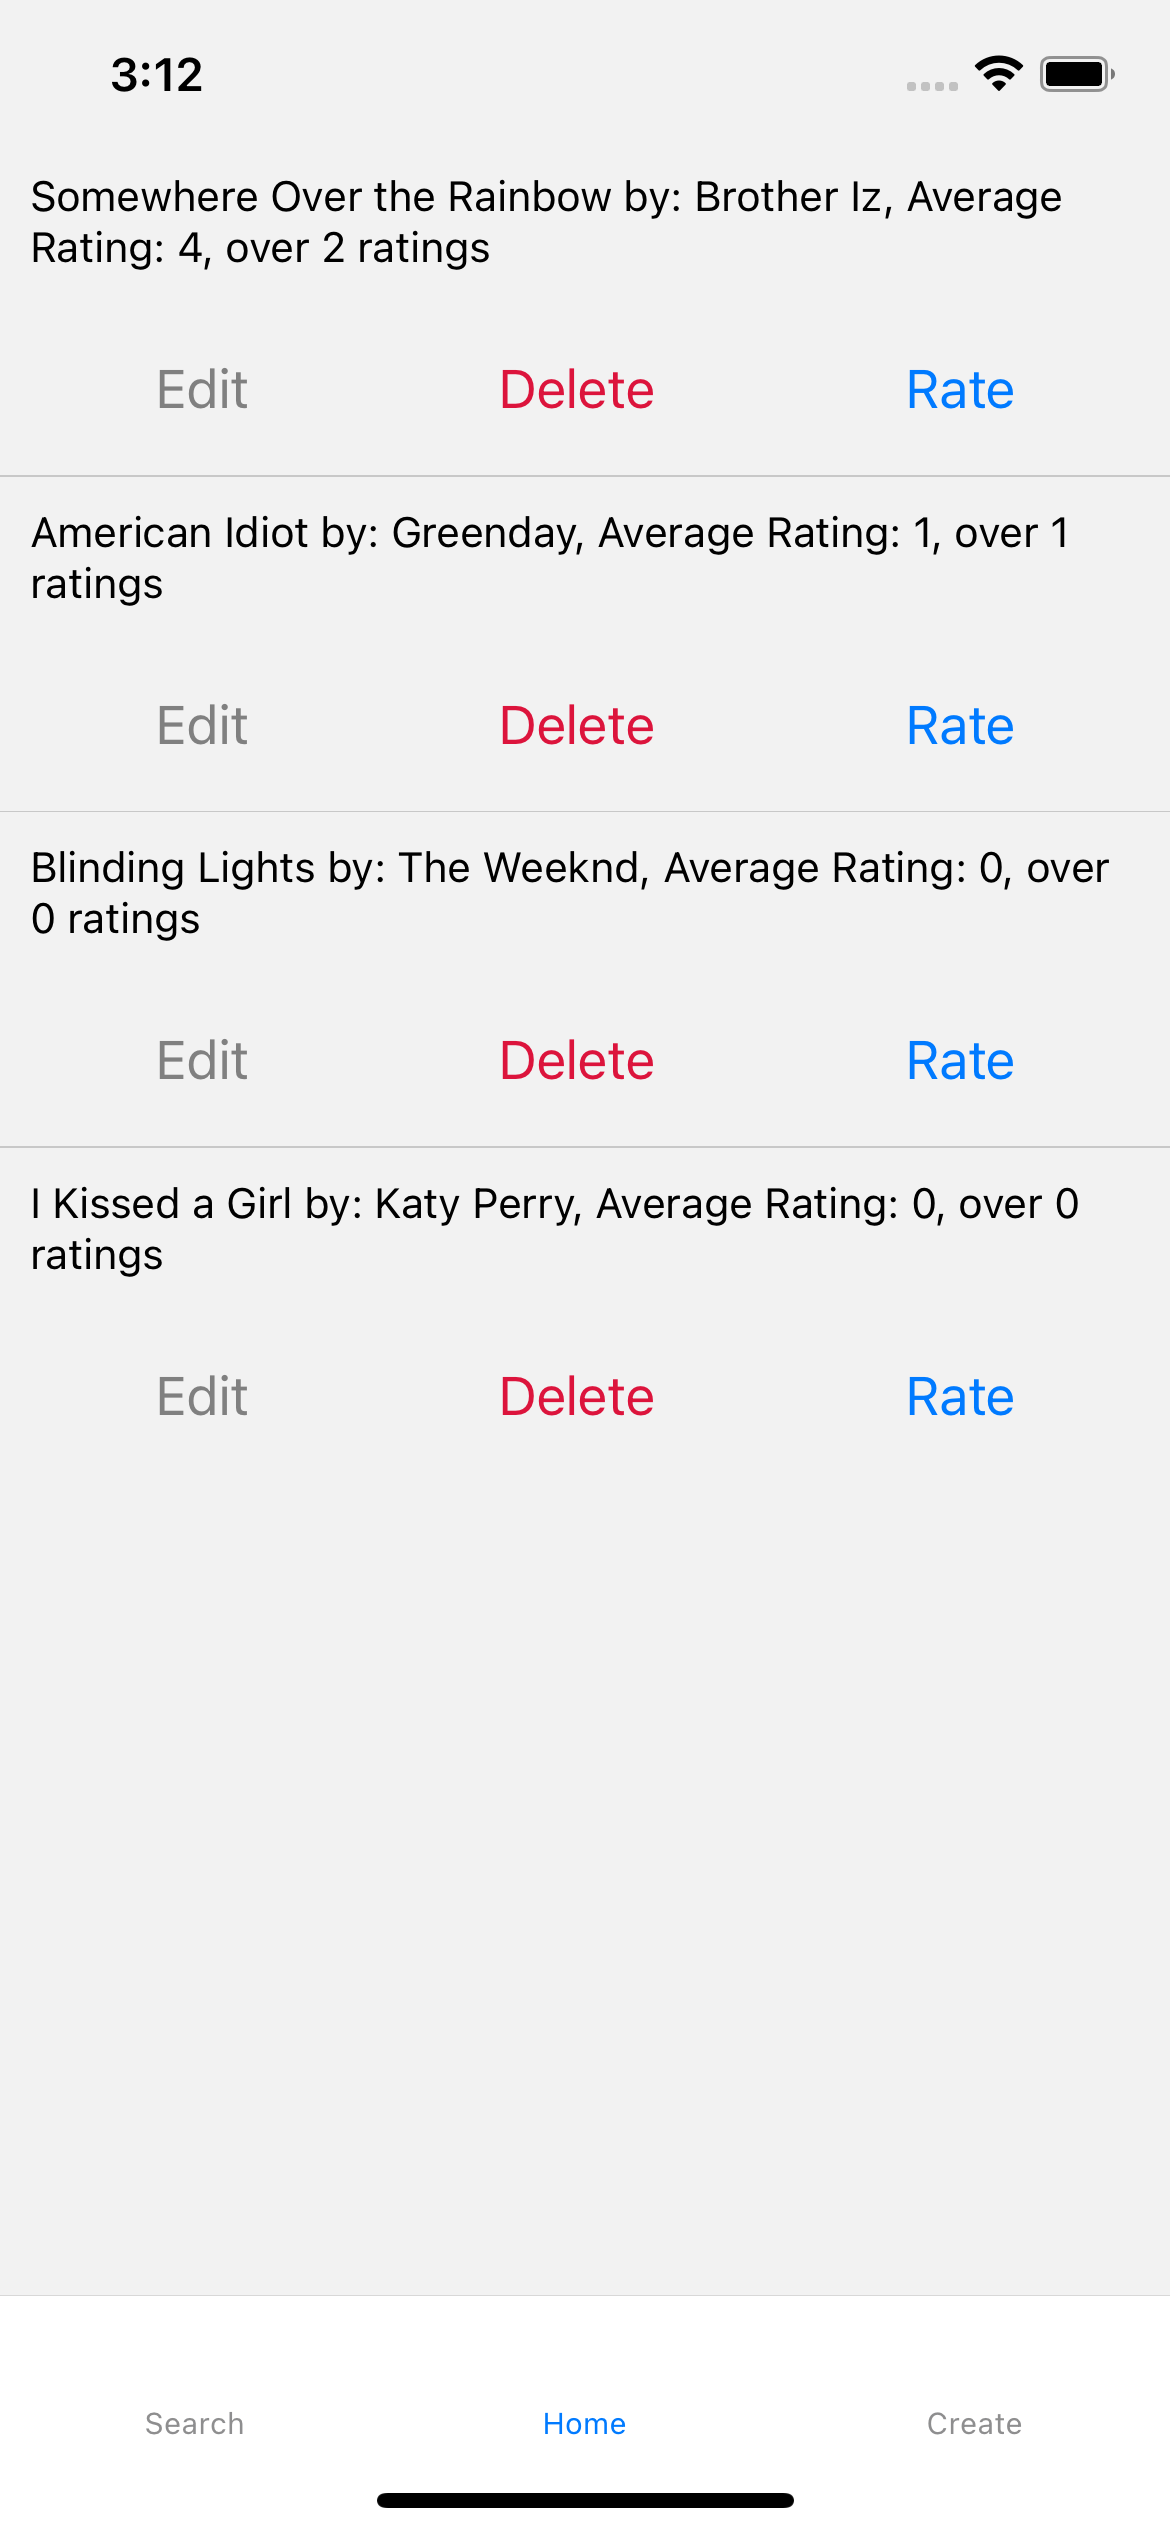 3:12
Somewhere Over the Rainbow by: Brother Iz, Average
Rating: 4, over 2 ratings
Edit Delete Rate
American Idiot by: Greenday, Average Rating: 1, over 1
ratings
Edit Delete Rate
Blinding Lights by: The Weeknd, Average Rating: 0, over
0 ratings
Edit Delete Rate
I Kissed a Girl by: Katy Perry, Average Rating: 0, over 0
ratings
Edit Delete Rate
Search Home Create